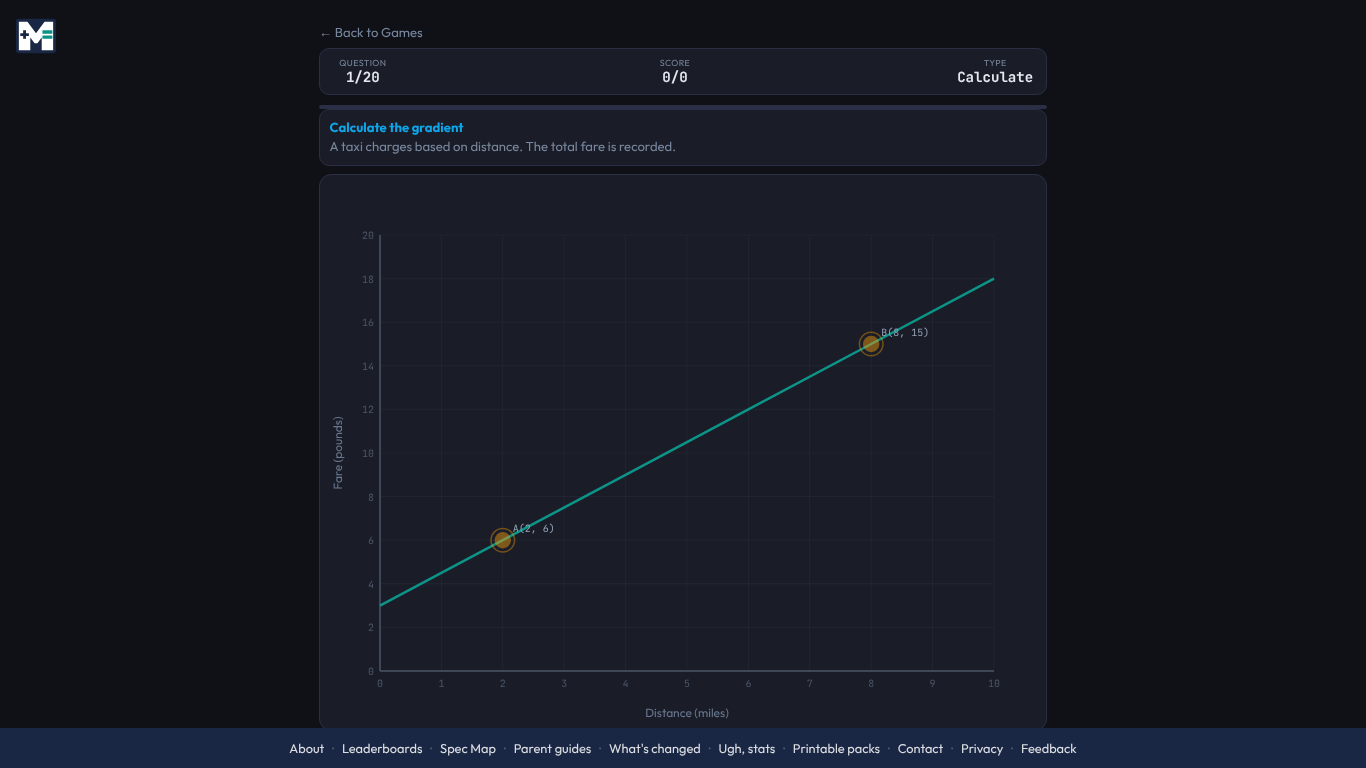 ← Back to Games
QUESTION
1/20
SCORE
0/0
TYPE
Calculate
Calculate the gradient
A taxi charges based on distance. The total fare is recorded.
20
18
16
14
12
10
8
6
4
2
0
Fare (pounds)
B(8, 15)
A(2, 6)
0 1 2 3 4 5 6 7 8 9 10
Distance (miles)
About · Leaderboards · Spec Map · Parent guides · What's changed · Ugh, stats · Printable packs · Contact · Privacy · Feedback